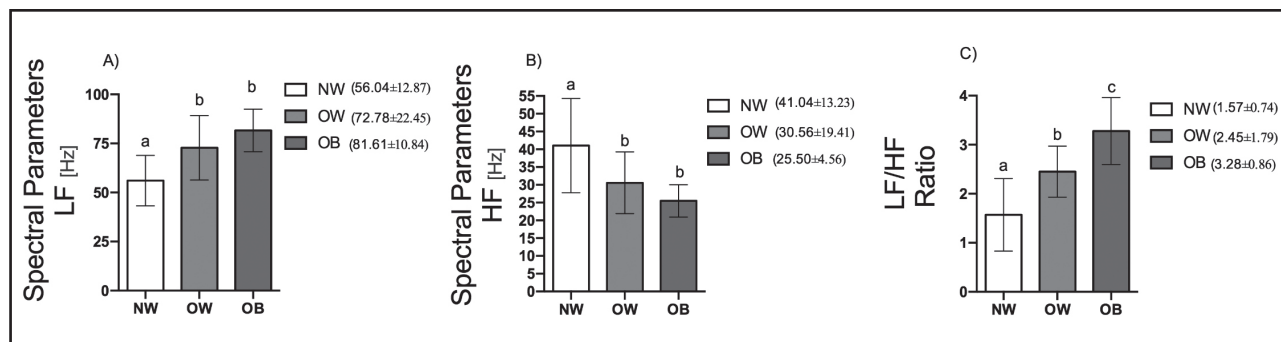 A)
Spectral Parameters
LF [Hz]
100
75
50
25
0
a
b
b
NW
OW
OB
NW (56.04±12.87)
OW (72.78±22.45)
OB (81.61±10.84)
B)
Spectral Parameters
HF [Hz]
55
50
45
40
35
30
25
20
15
10
5
0
a
b
b
NW
OW
OB
NW (41.04±13.23)
OW (30.56±19.41)
OB (25.50±4.56)
C)
LF/HF
Ratio
4
3
2
1
0
a
b
c
NW
OW
OB
NW (1.57±0.74)
OW (2.45±1.79)
OB (3.28±0.86)